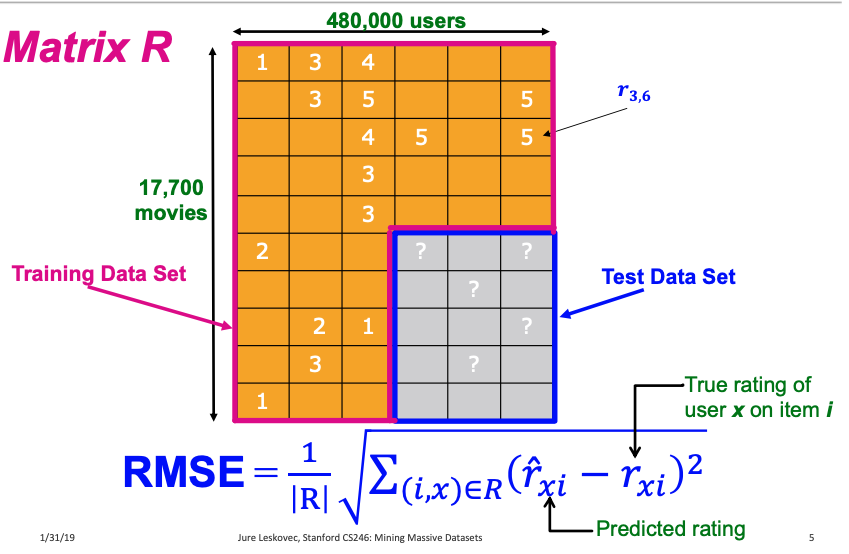 480,000 users
Matrix R
1 3 4
3 5 5
r3,6
4 5 5
3
17,700
movies
3
2 ? ?
Training Data Set
?
Test Data Set
2 1 ?
3 ?
1
True rating of
user x on item i
RMSE = 1/|R| √∑(i,x)∈R (r̂xi − rxi)²
Predicted rating
1/31/19 Jure Leskovec, Stanford CS246: Mining Massive Datasets 5